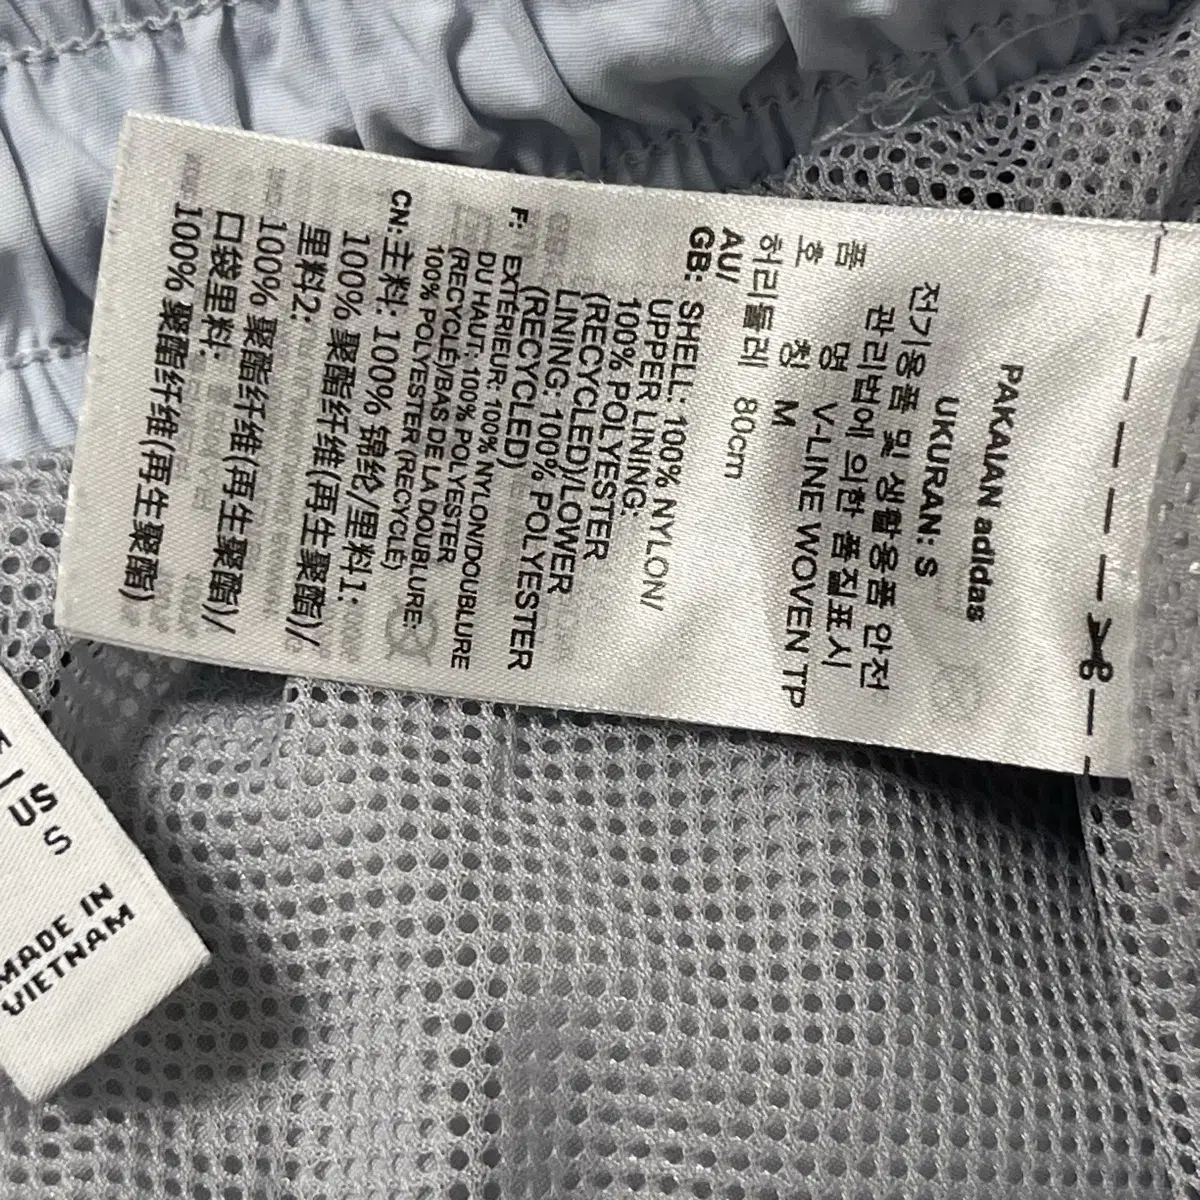 PAKAIAN adidas
UKURAN: S
전기용품 및 생활용품 안전
관리법에 의한 품질표시
품 명 V-LINE WOVEN TP
호 칭 M
허리둘레 80cm
AU/
GB: SHELL: 100% NYLON/
UPPER LINING:
100% POLYESTER
(RECYCLED)/LOWER
LINING: 100% POLYESTER
(RECYCLED)
F: EXTÉRIEUR: 100% NYLON/DOUBLURE
DU HAUT: 100% POLYESTER
(RECYCLÉ)/BAS DE LA DOUBLURE:
100% POLYESTER (RECYCLÉ)
CN: 主料: 100% 锦纶/里料1:
100% 聚酯纤维(再生聚酯)/
里料2:
100% 聚酯纤维(再生聚酯)/
口袋里料:
100% 聚酯纤维(再生聚酯)
US
S
MADE IN
VIETNAM